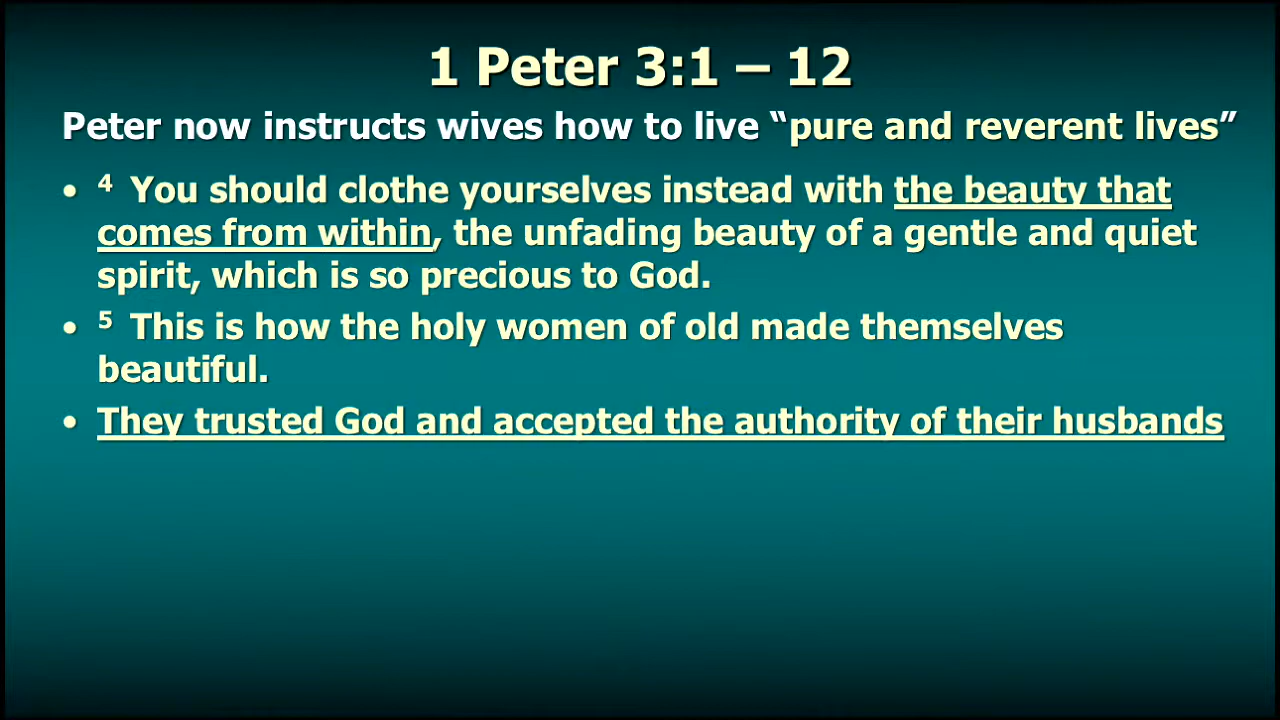 1 Peter 3:1 – 12
Peter now instructs wives how to live “pure and reverent lives”
• 4 You should clothe yourselves instead with the beauty that
comes from within, the unfading beauty of a gentle and quiet
spirit, which is so precious to God.
• 5 This is how the holy women of old made themselves
beautiful.
• They trusted God and accepted the authority of their husbands